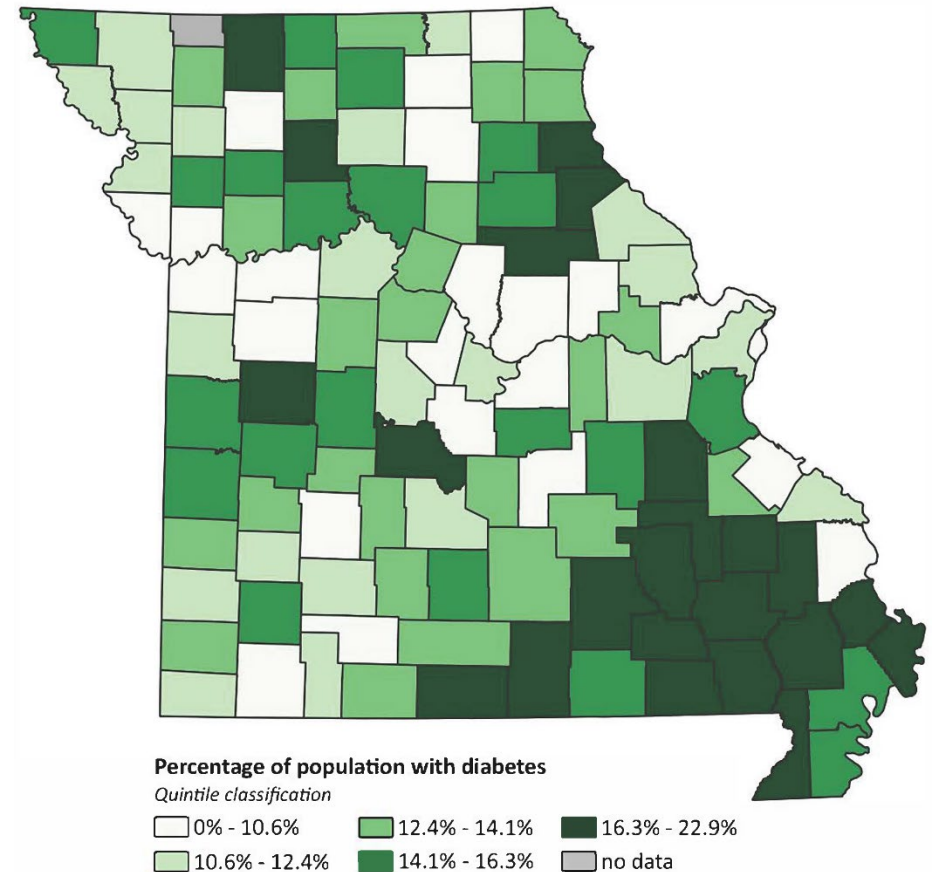 Percentage of population with diabetes
Quintile classification
0% - 10.6% 12.4% - 14.1% 16.3% - 22.9%
10.6% - 12.4% 14.1% - 16.3% no data